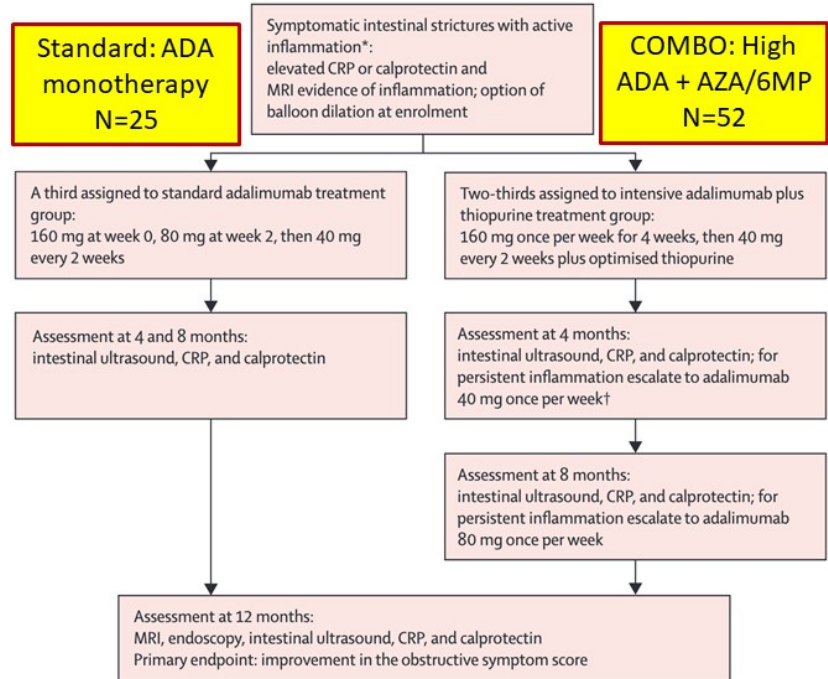 Standard: ADA
monotherapy
N=25
Symptomatic intestinal strictures with active
inflammation*:
elevated CRP or calprotectin and
MRI evidence of inflammation; option of
balloon dilation at enrolment
COMBO: High
ADA + AZA/6MP
N=52
A third assigned to standard adalimumab treatment
group:
160 mg at week 0, 80 mg at week 2, then 40 mg
every 2 weeks
Two-thirds assigned to intensive adalimumab plus
thiopurine treatment group:
160 mg once per week for 4 weeks, then 40 mg
every 2 weeks plus optimised thiopurine
Assessment at 4 and 8 months:
intestinal ultrasound, CRP, and calprotectin
Assessment at 4 months:
intestinal ultrasound, CRP, and calprotectin; for
persistent inflammation escalate to adalimumab
40 mg once per week†
Assessment at 8 months:
intestinal ultrasound, CRP, and calprotectin; for
persistent inflammation escalate to adalimumab
80 mg once per week
Assessment at 12 months:
MRI, endoscopy, intestinal ultrasound, CRP, and calprotectin
Primary endpoint: improvement in the obstructive symptom score